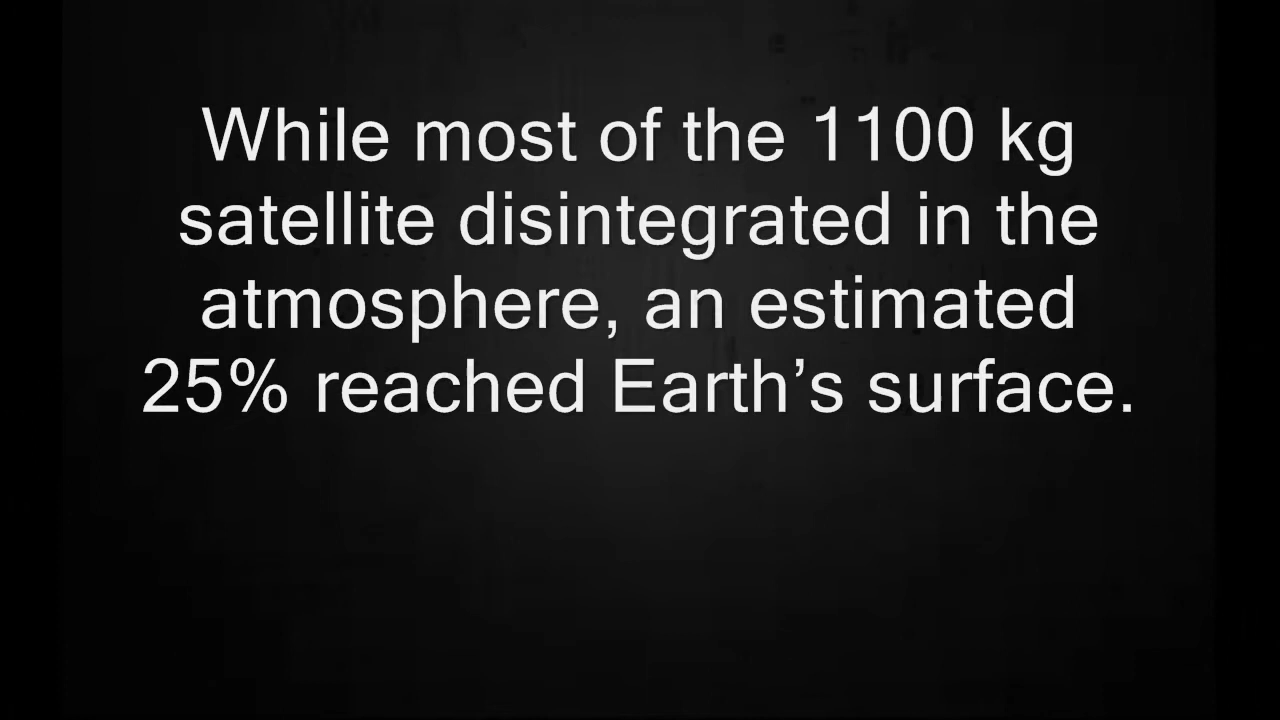 While most of the 1100 kg
satellite disintegrated in the
atmosphere, an estimated
25% reached Earth’s surface.